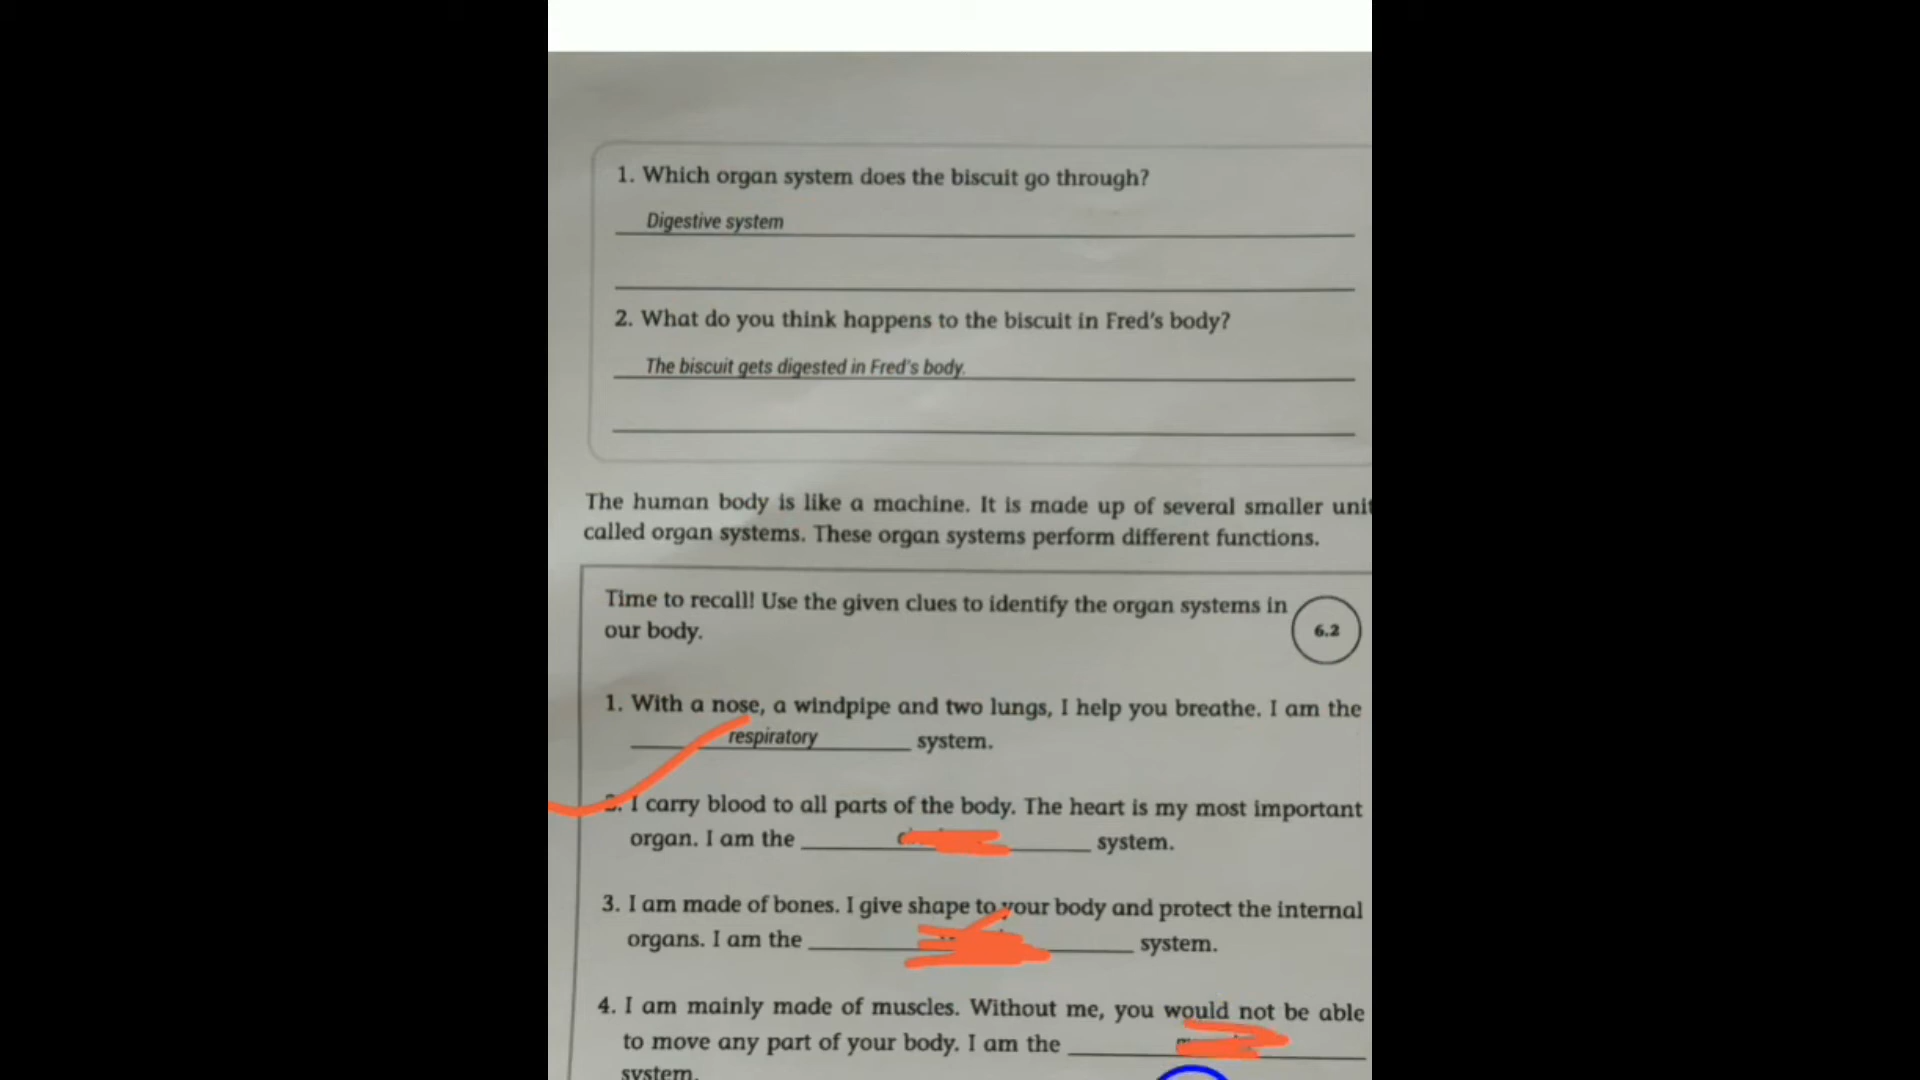 1. Which organ system does the biscuit go through?
Digestive system
2. What do you think happens to the biscuit in Fred's body?
The biscuit gets digested in Fred's body.
The human body is like a machine. It is made up of several smaller
called organ systems. These organ systems perform different functions.
Time to recall! Use the given clues to identify the organ systems in
our body.
6.2
1. With a nose, a windpipe and two lungs, I help you breathe. I am the
respiratory system.
I carry blood to all parts of the body. The heart is my most important
organ. I am the system.
3. I am made of bones. I give shape to your body and protect the internal
organs. I am the system.
4. I am mainly made of muscles. Without me, you would not be able
to move any part of your body. I am the
system.